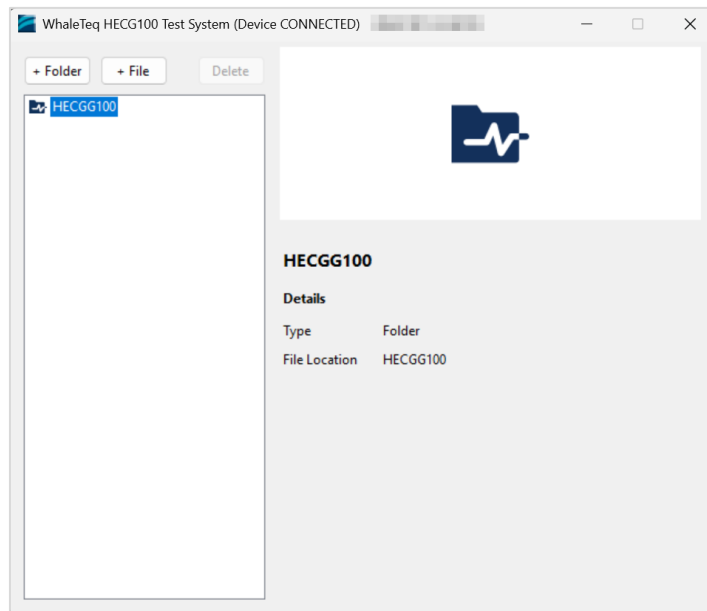 WhaleTeq HECG100 Test System (Device CONNECTED)
+ Folder + File Delete
HECGG100
HECGG100
Details
Type Folder
File Location HECGG100